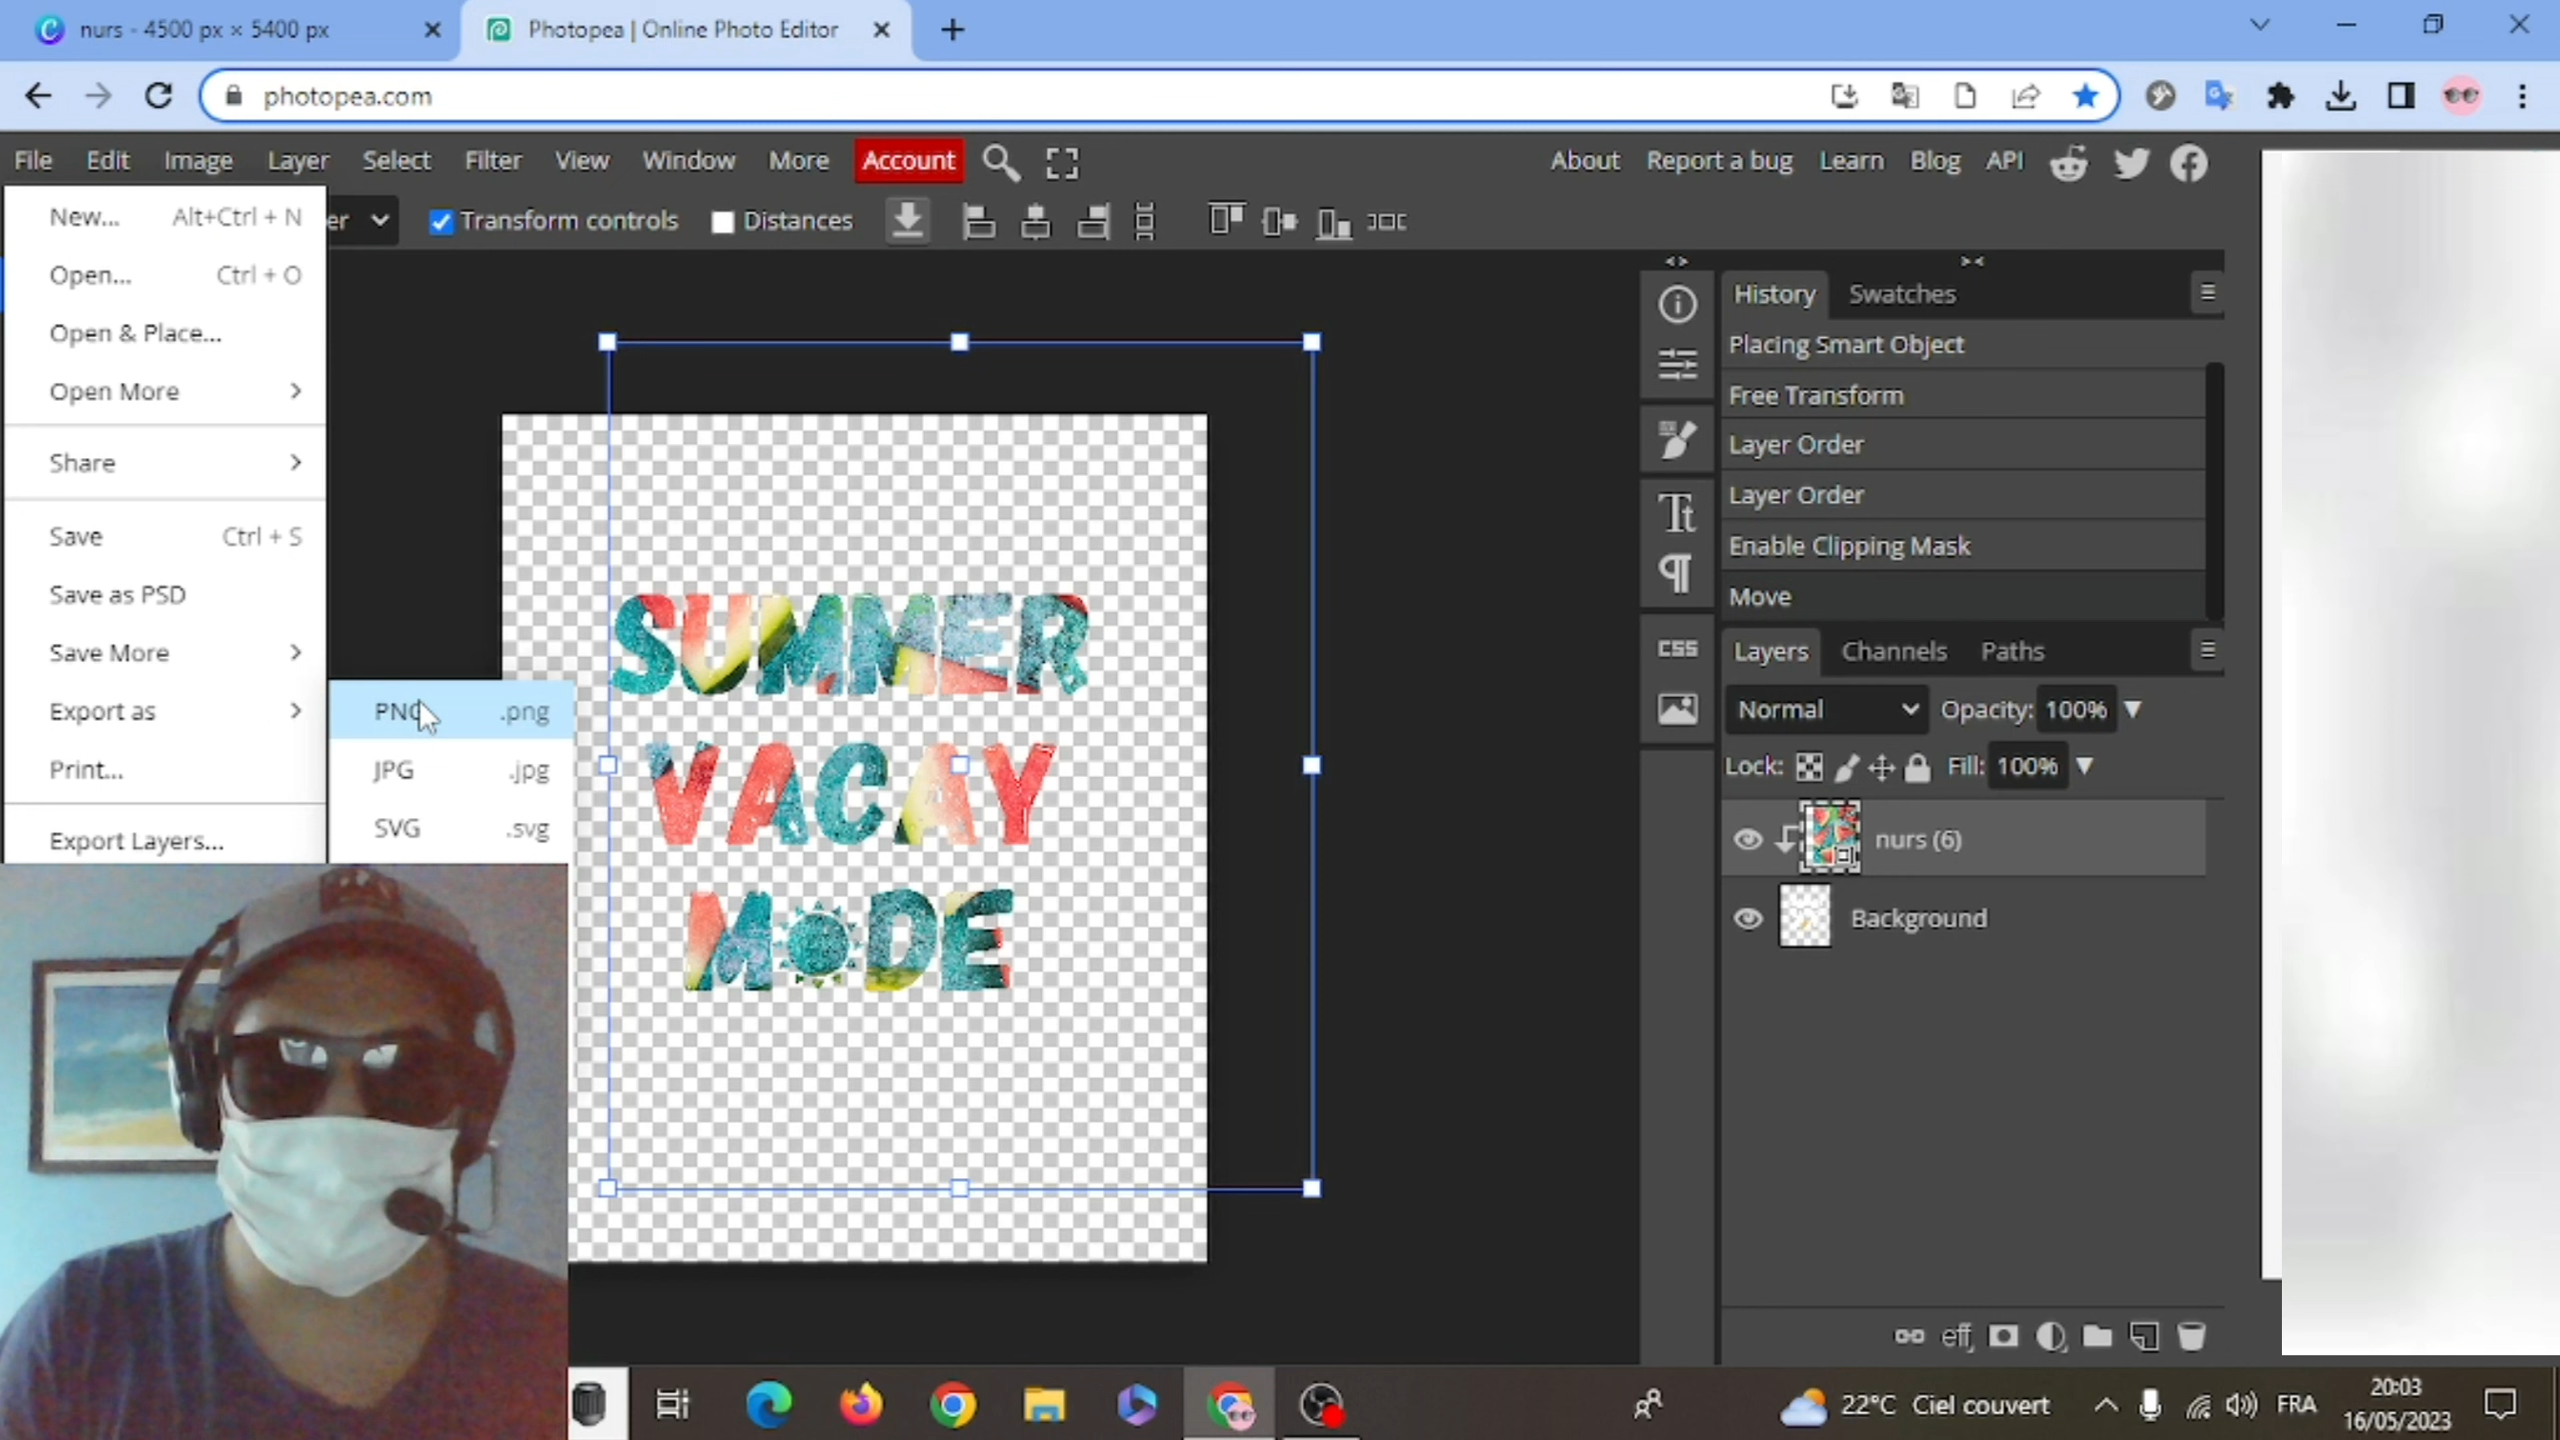 nurs - 4500 px × 5400 px
Photopea | Online Photo Editor
photopea.com
File Edit Image Layer Select Filter View Window More Account
About Report a bug Learn Blog API
er Transform controls Distances
New... Alt+Ctrl + N
Open... Ctrl + O
Open & Place...
Open More
Share
Save Ctrl + S
Save as PSD
Save More
Export as
Print...
Export Layers...
PNG .png
JPG .jpg
SVG .svg
SUMMER
VACAY
MODE
CSS
History Swatches
Placing Smart Object
Free Transform
Layer Order
Layer Order
Enable Clipping Mask
Move
Layers Channels Paths
Normal Opacity: 100%
Lock: Fill: 100%
nurs (6)
Background
eff
22°C Ciel couvert
FRA
20:03
16/05/2023